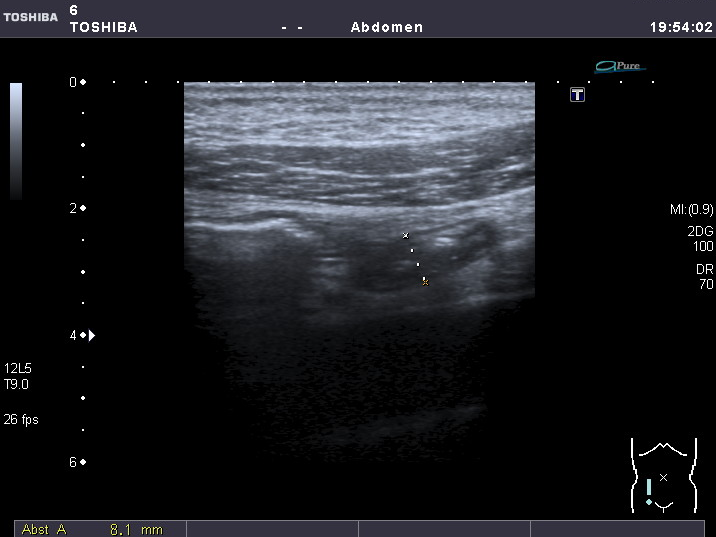 6
TOSHIBA TOSHIBA - - Abdomen 19:54:02
APure
T
0
2
4
6
MI:(0.9)
2DG
100
DR
70
12L5
T9.0
26 fps
Abst A 8.1 mm